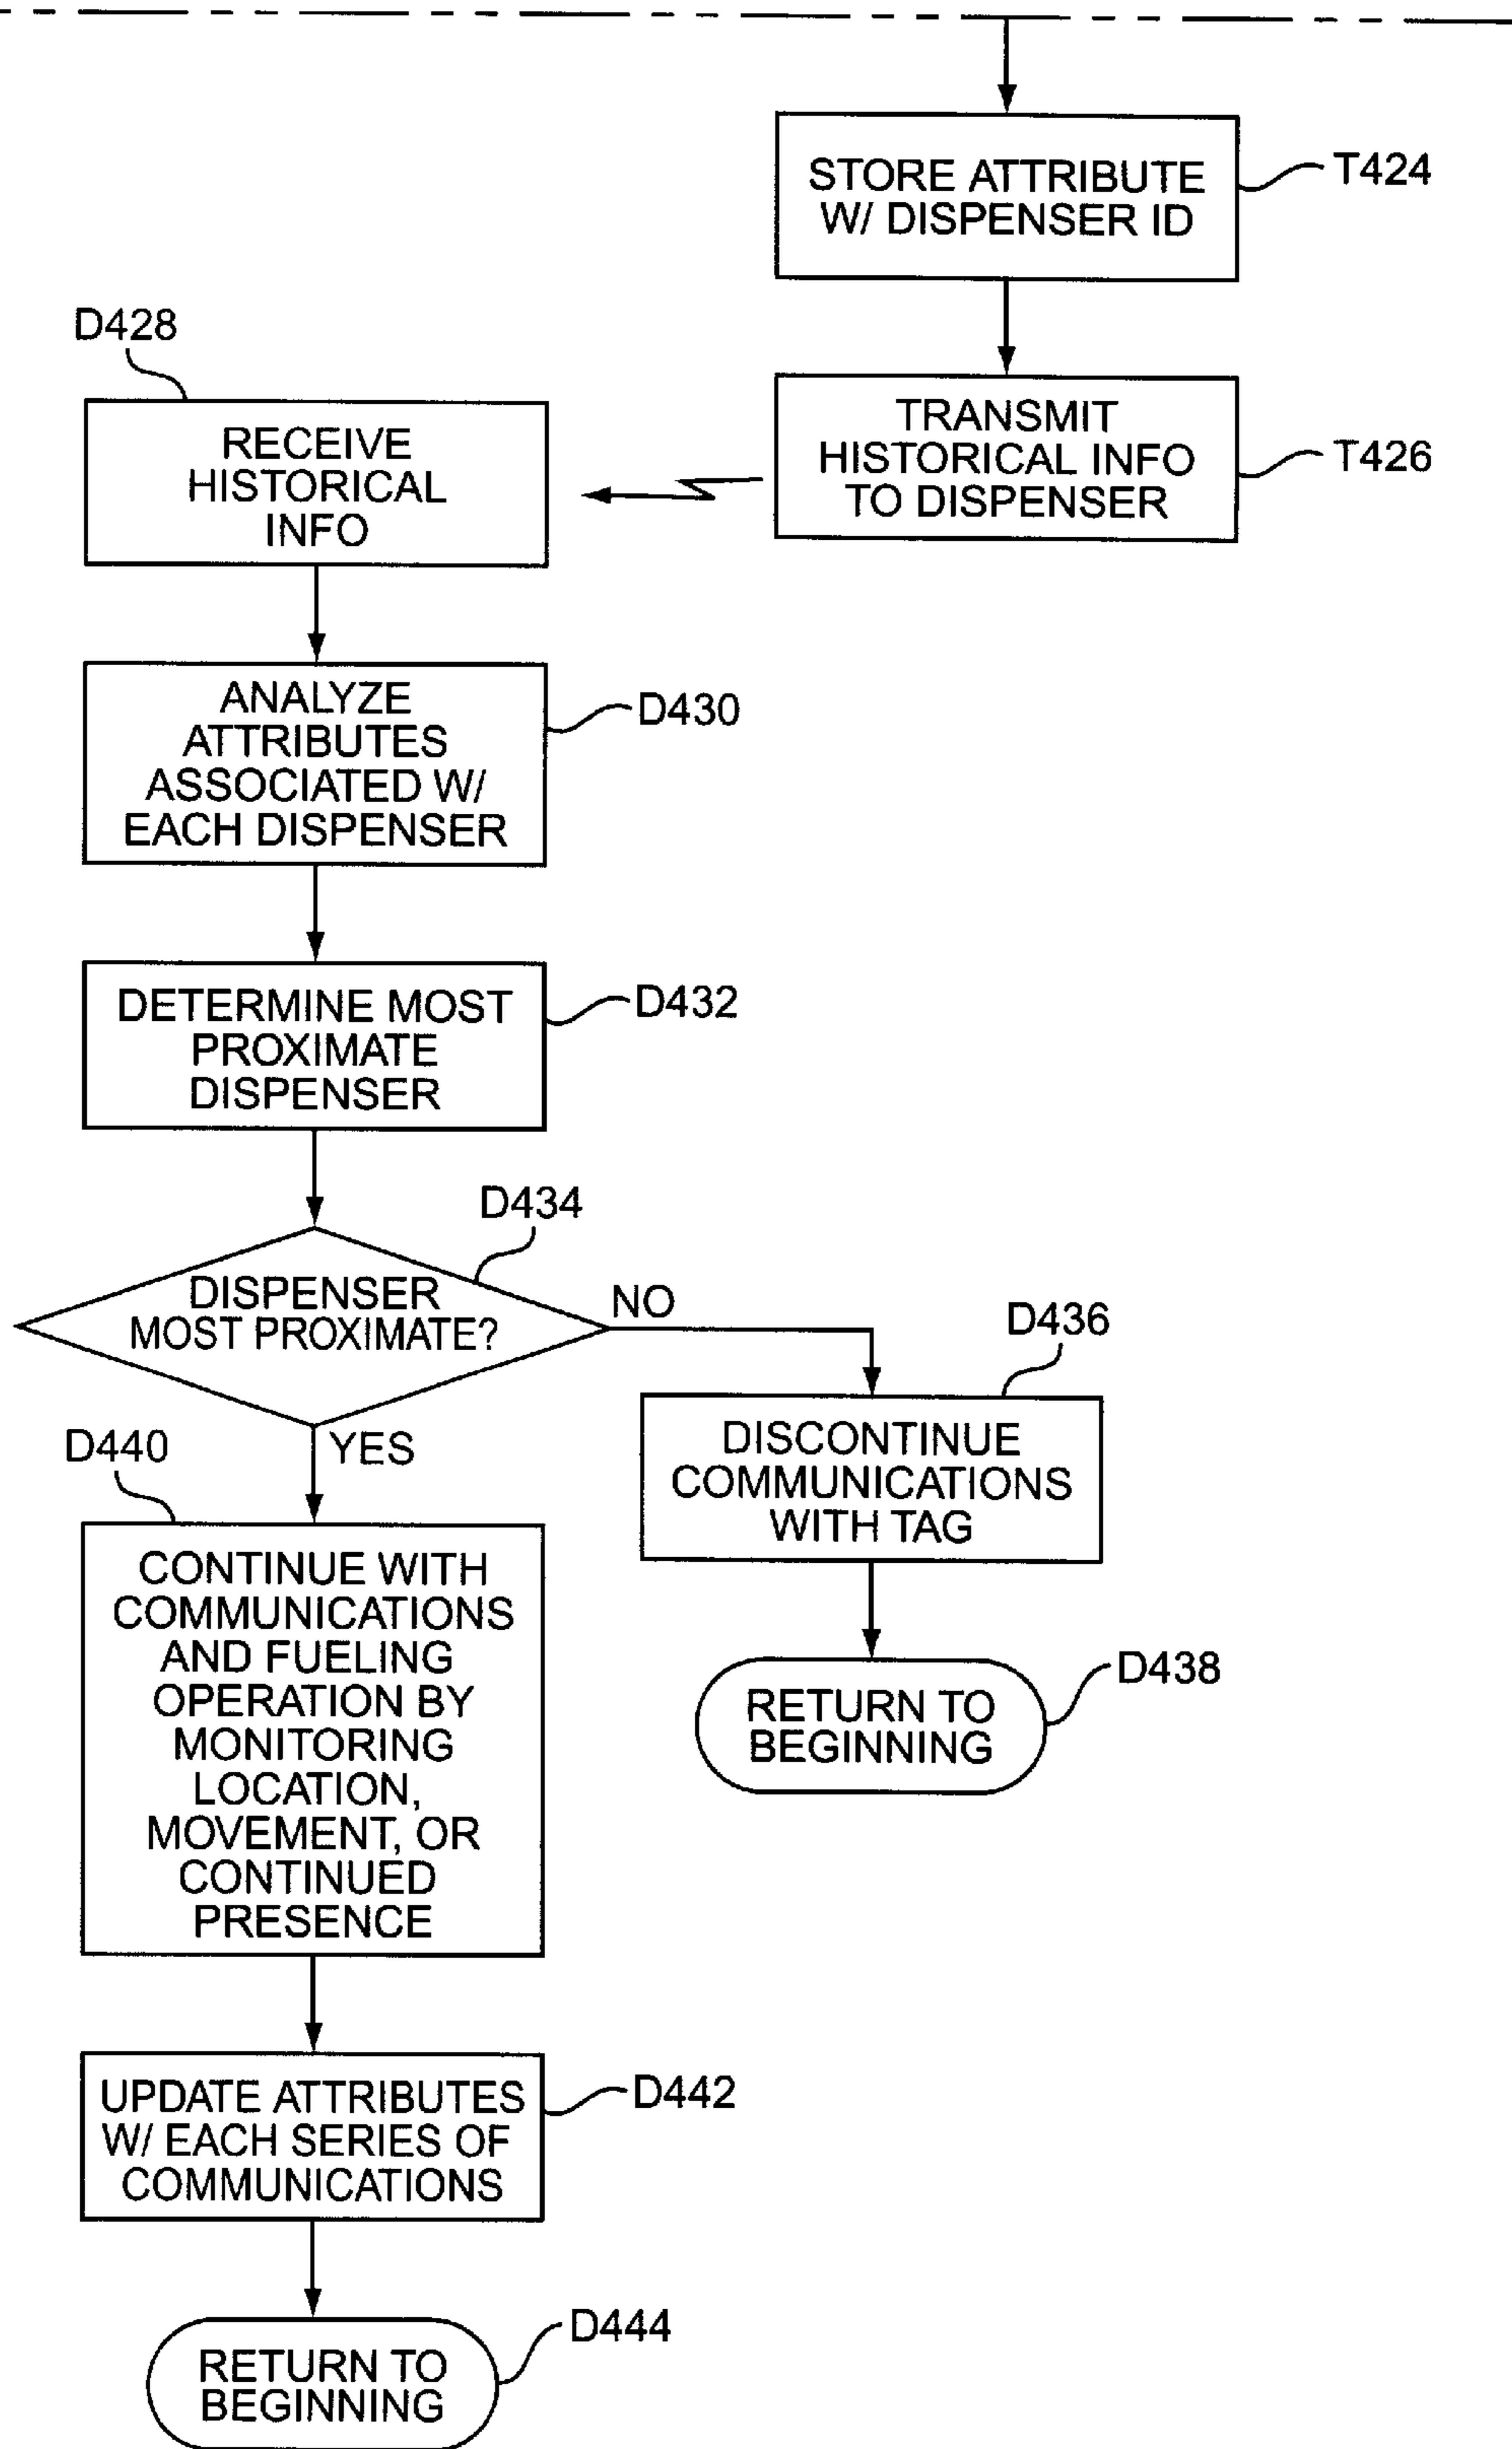 STORE ATTRIBUTE
W/ DISPENSER ID
T424
D428
RECEIVE
HISTORICAL
INFO
TRANSMIT
HISTORICAL INFO
TO DISPENSER
T426
ANALYZE
ATTRIBUTES
ASSOCIATED W/
EACH DISPENSER
D430
DETERMINE MOST
PROXIMATE
DISPENSER
D432
D434
DISPENSER
MOST PROXIMATE?
NO
YES
D436
DISCONTINUE
COMMUNICATIONS
WITH TAG
RETURN TO
BEGINNING
D438
D440
CONTINUE WITH
COMMUNICATIONS
AND FUELING
OPERATION BY
MONITORING
LOCATION,
MOVEMENT, OR
CONTINUED
PRESENCE
UPDATE ATTRIBUTES
W/ EACH SERIES OF
COMMUNICATIONS
D442
RETURN TO
BEGINNING
D444